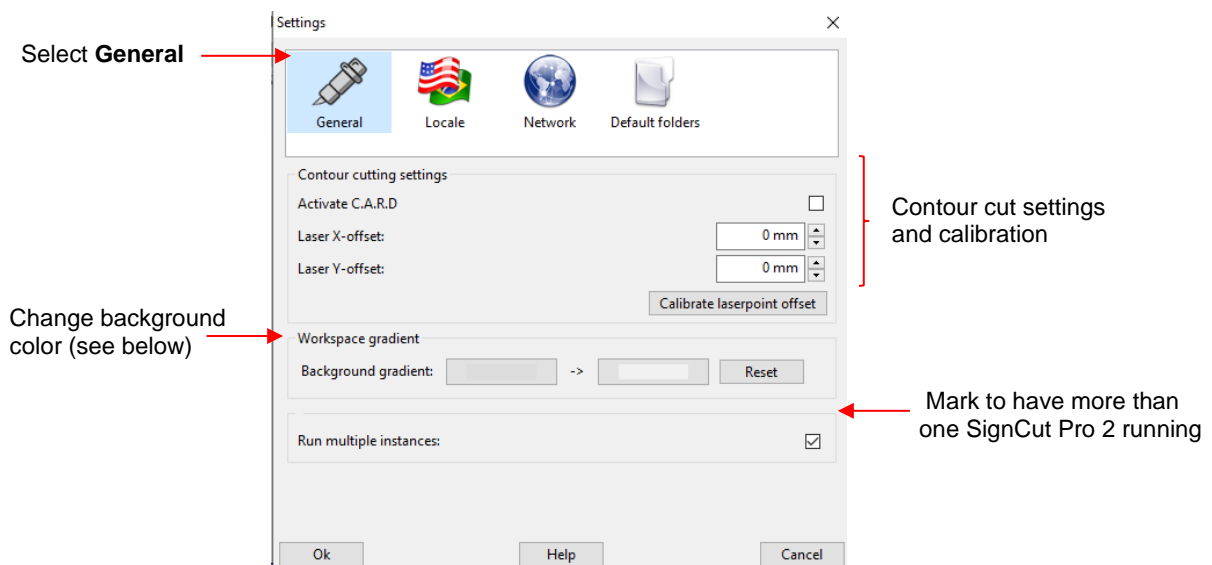 Settings
Select General
General Locale Network Default folders
Contour cutting settings
Activate C.A.R.D
Laser X-offset: 0 mm
Laser Y-offset: 0 mm
Calibrate laserpoint offset
Contour cut settings
and calibration
Change background
color (see below)
Workspace gradient
Background gradient: -> Reset
Mark to have more than
one SignCut Pro 2 running
Run multiple instances:
Ok Help Cancel